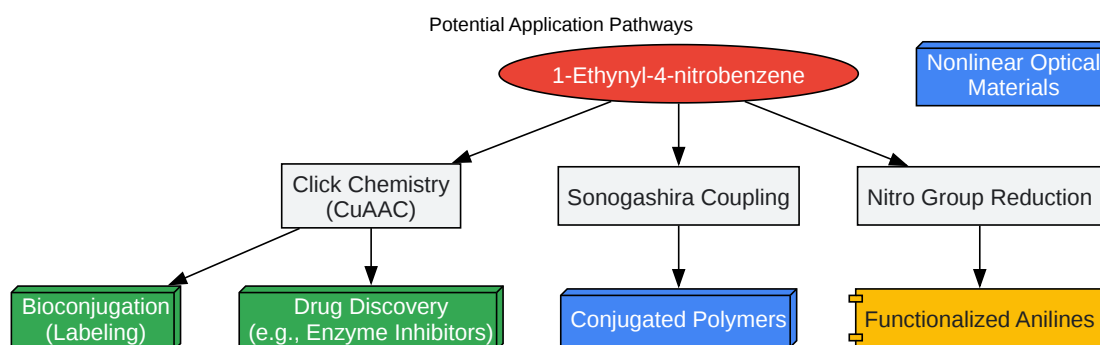 Potential Application Pathways
1-Ethynyl-4-nitrobenzene
Nonlinear Optical
Materials
Click Chemistry
(CuAAC)
Sonogashira Coupling
Nitro Group Reduction
Bioconjugation
(Labeling)
Drug Discovery
(e.g., Enzyme Inhibitors)
Conjugated Polymers
Functionalized Anilines